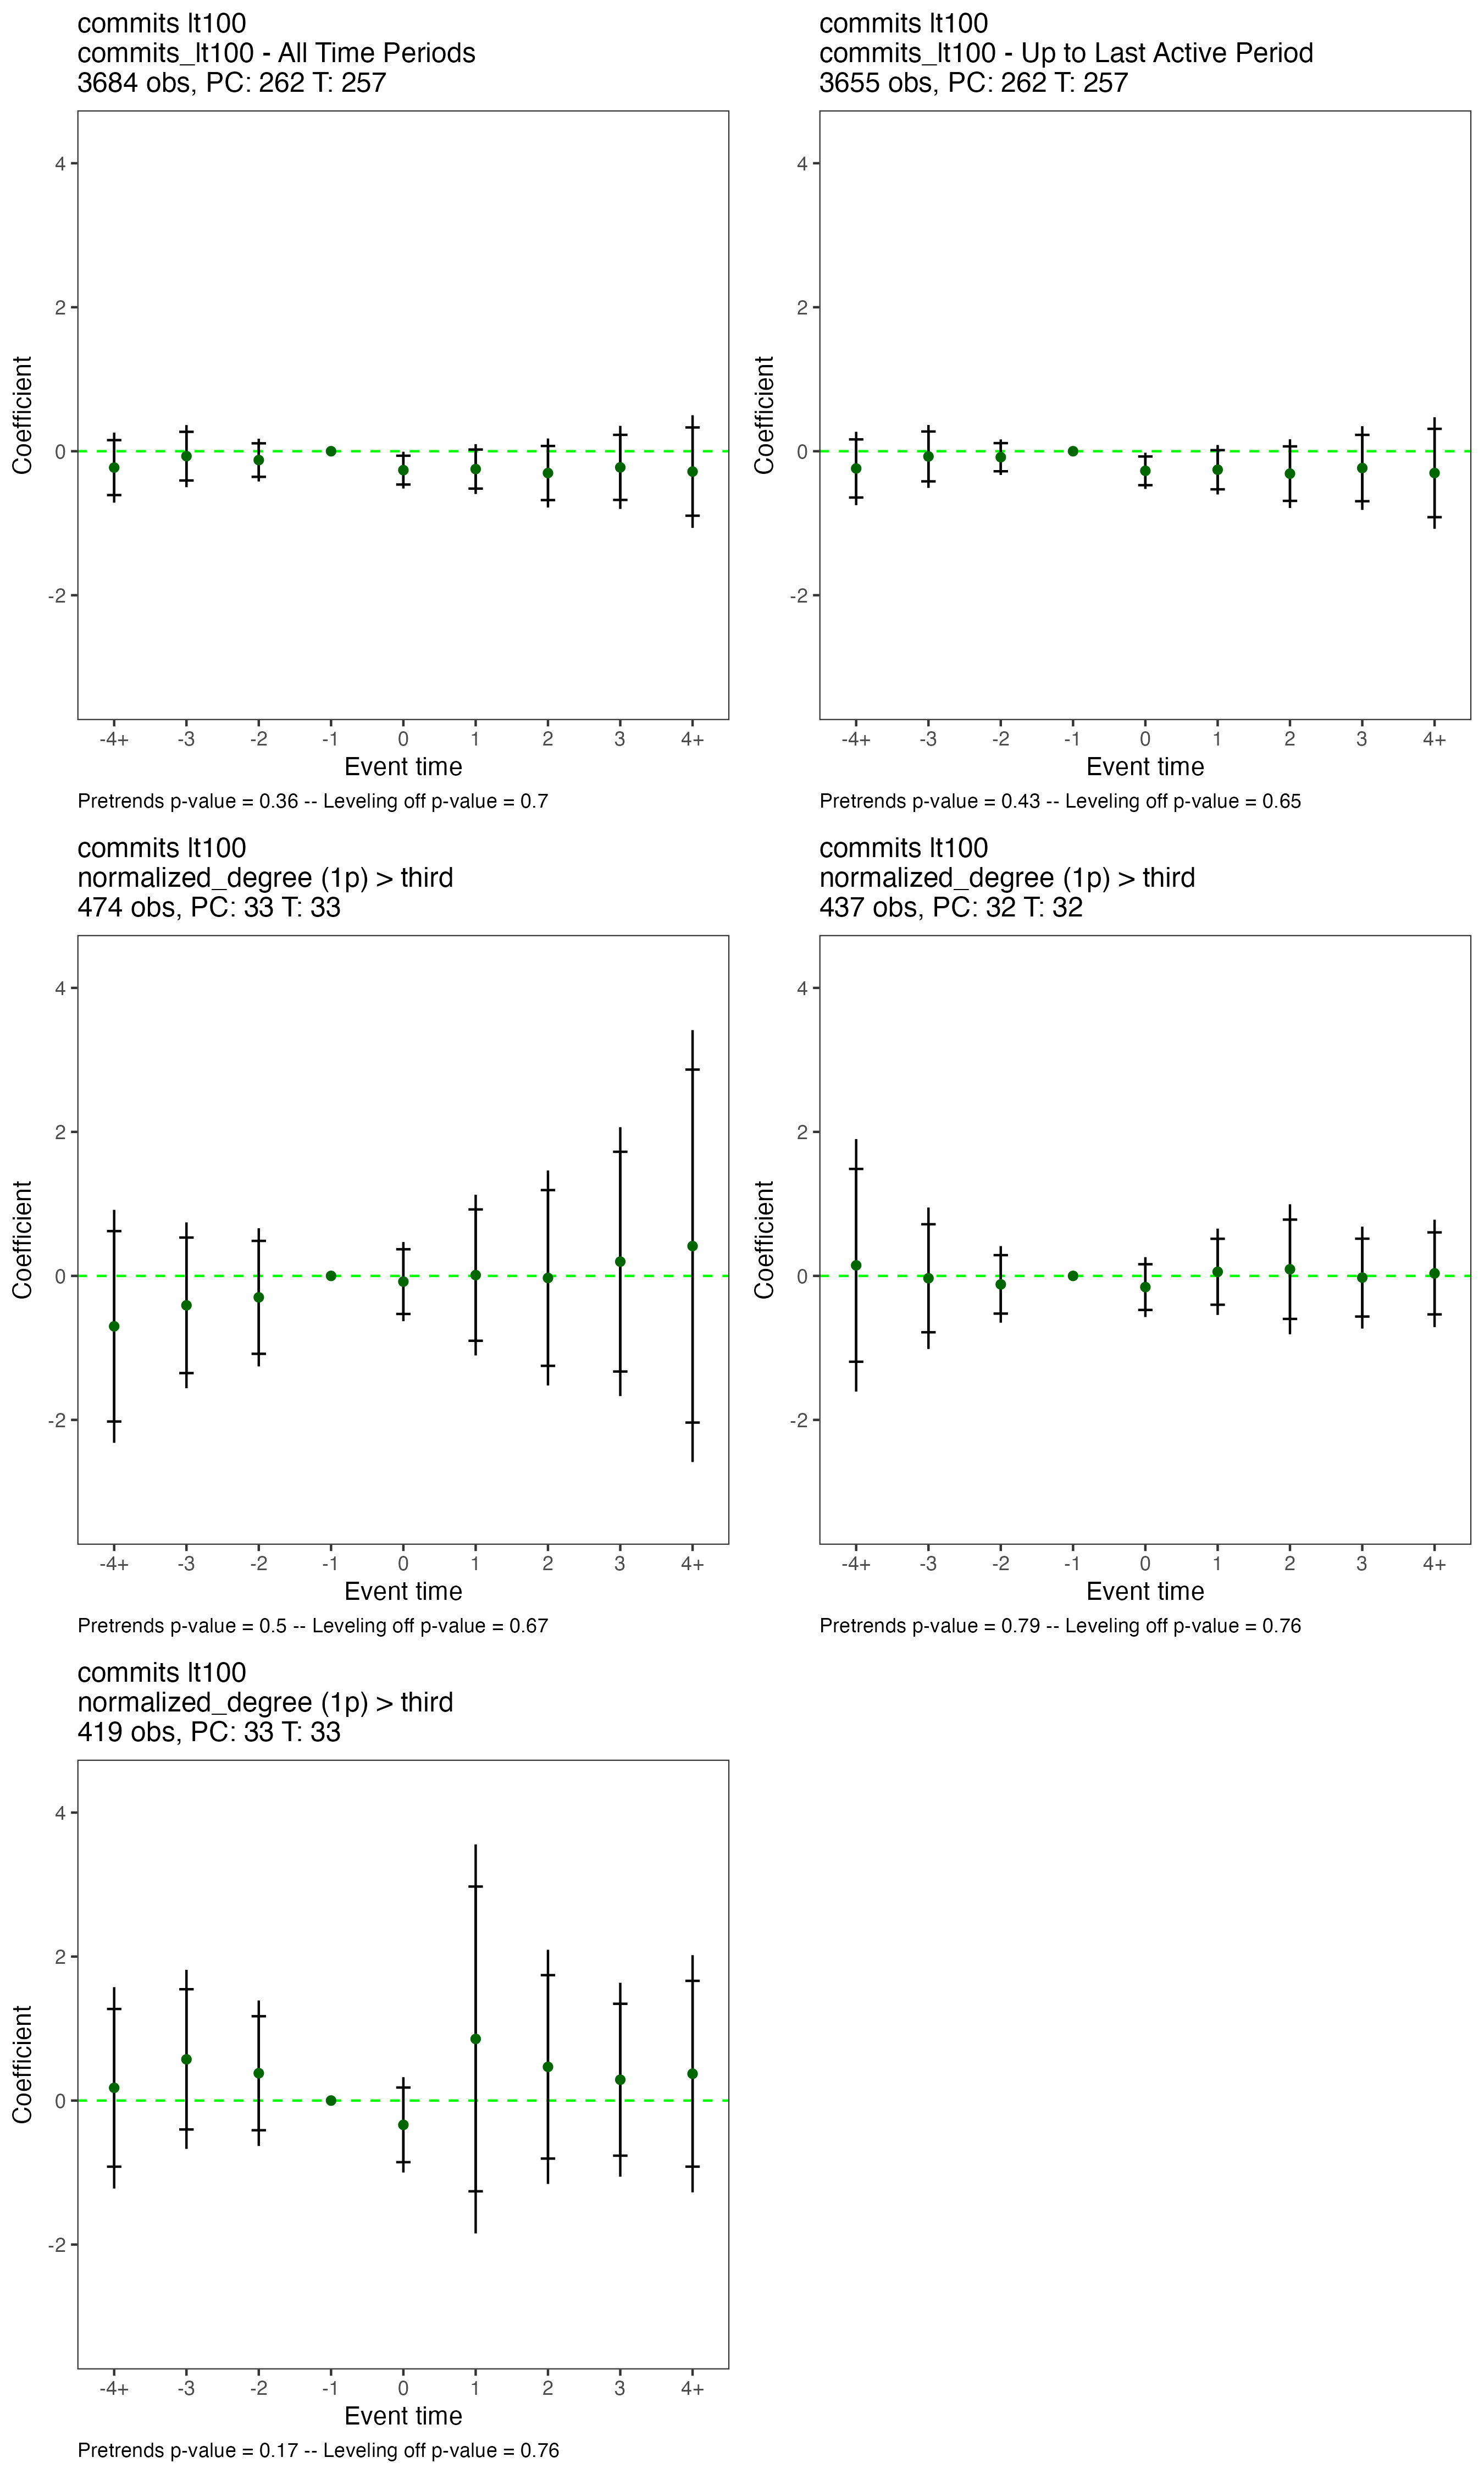 commits lt100
commits_lt100 - All Time Periods
3684 obs, PC: 262 T: 257
Coefficient
4
2
0
-2
-4+ -3 -2 -1 0 1 2 3 4+
Event time
Pretrends p-value = 0.36 -- Leveling off p-value = 0.7
commits lt100
commits_lt100 - Up to Last Active Period
3655 obs, PC: 262 T: 257
Coefficient
4
2
0
-2
-4+ -3 -2 -1 0 1 2 3 4+
Event time
Pretrends p-value = 0.43 -- Leveling off p-value = 0.65
commits lt100
normalized_degree (1p) > third
474 obs, PC: 33 T: 33
Coefficient
4
2
0
-2
-4+ -3 -2 -1 0 1 2 3 4+
Event time
Pretrends p-value = 0.5 -- Leveling off p-value = 0.67
commits lt100
normalized_degree (1p) > third
437 obs, PC: 32 T: 32
Coefficient
4
2
0
-2
-4+ -3 -2 -1 0 1 2 3 4+
Event time
Pretrends p-value = 0.79 -- Leveling off p-value = 0.76
commits lt100
normalized_degree (1p) > third
419 obs, PC: 33 T: 33
Coefficient
4
2
0
-2
-4+ -3 -2 -1 0 1 2 3 4+
Event time
Pretrends p-value = 0.17 -- Leveling off p-value = 0.76